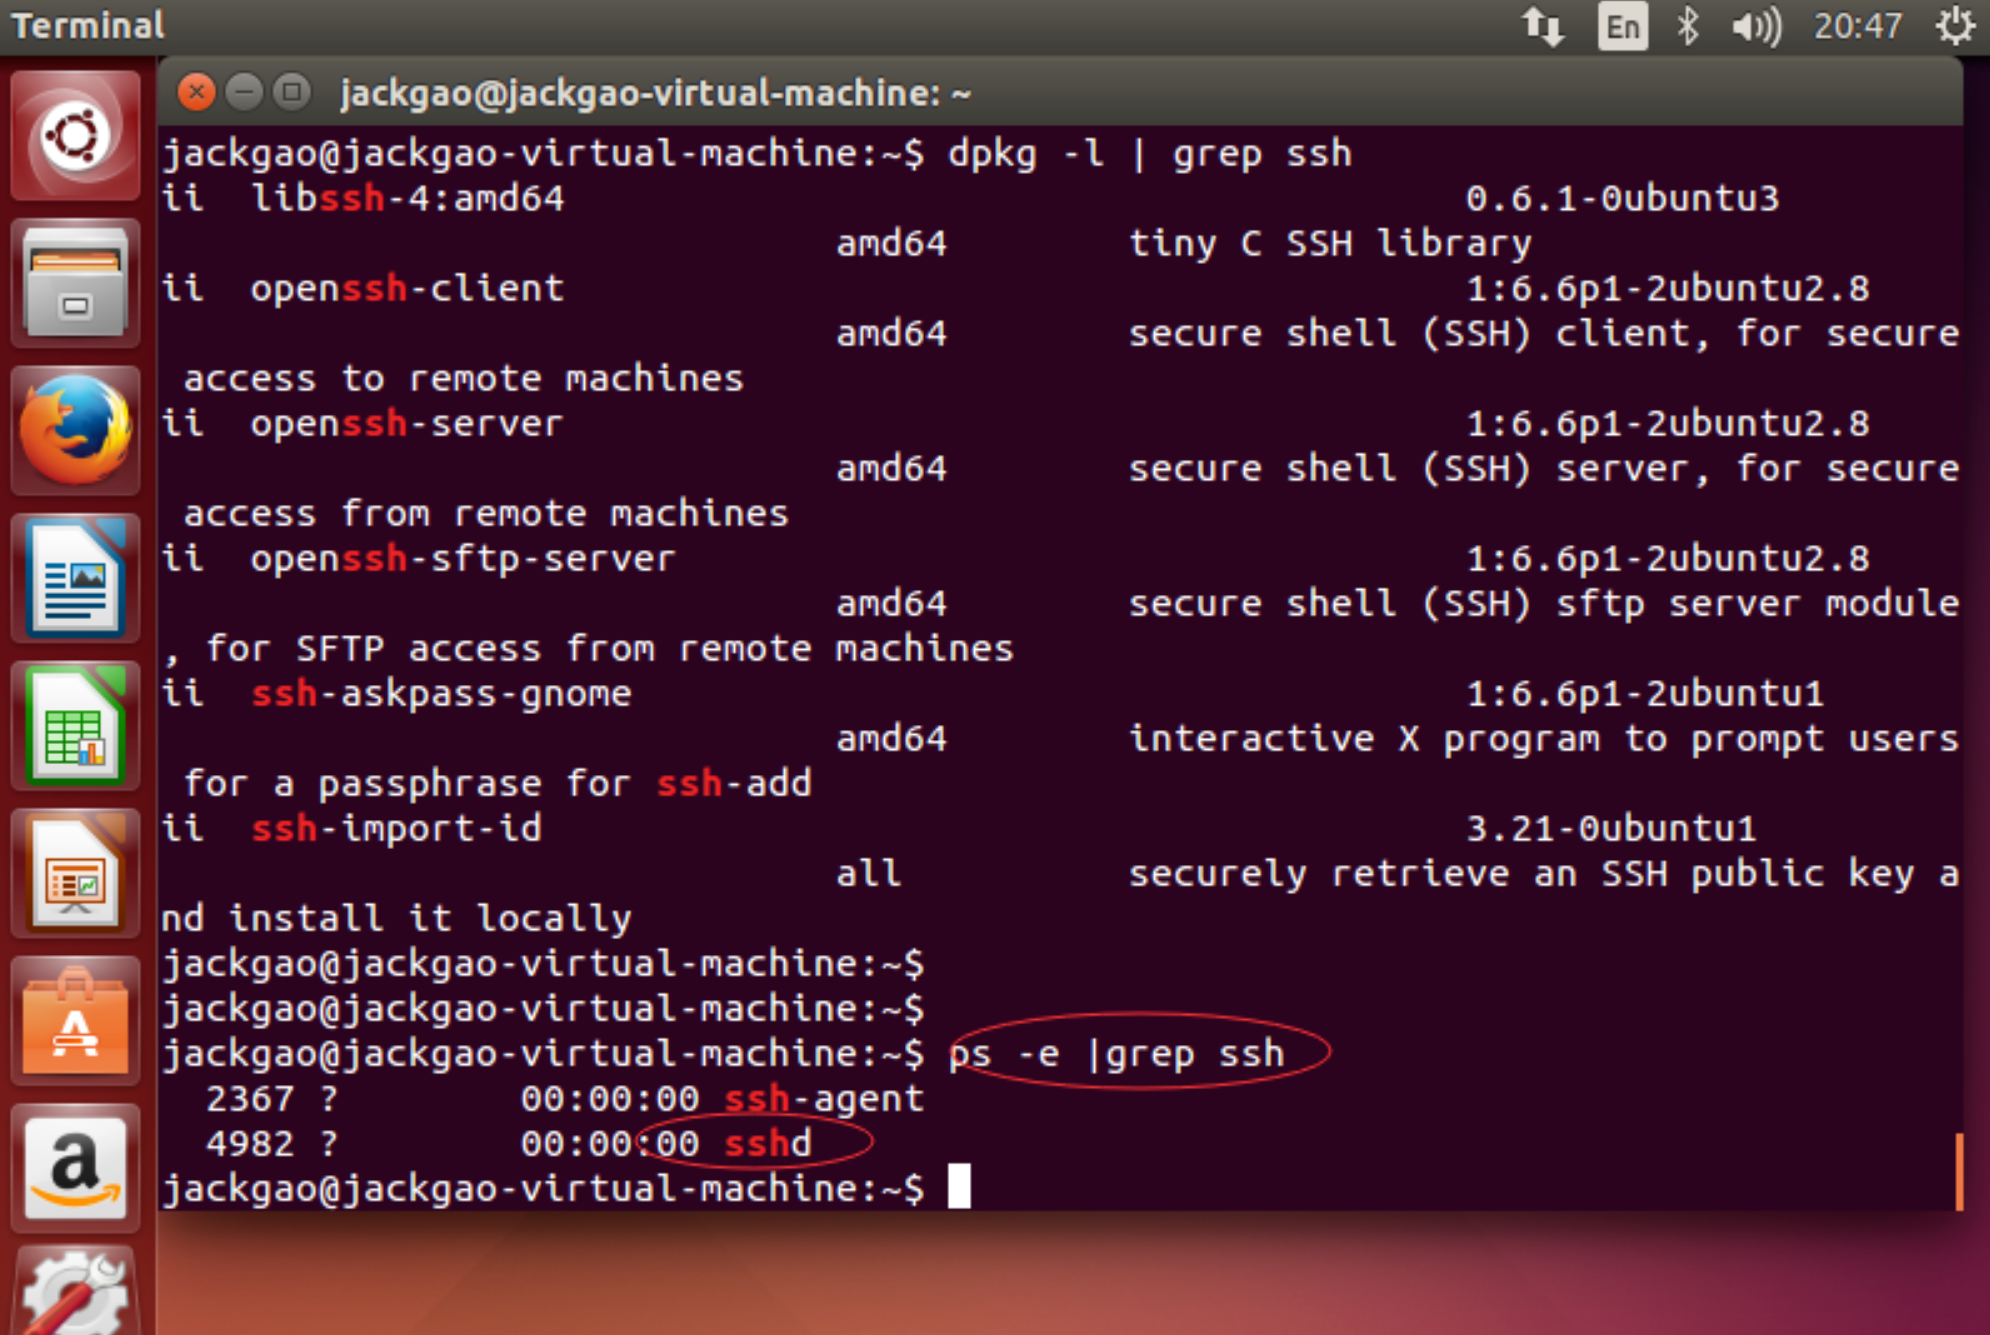 Terminal
En
20:47
jackgao@jackgao-virtual-machine: ~
jackgao@jackgao-virtual-machine:~$ dpkg -l | grep ssh
ii  libssh-4:amd64                                        0.6.1-0ubuntu3
                              amd64        tiny C SSH library
ii  openssh-client                                        1:6.6p1-2ubuntu2.8
                              amd64        secure shell (SSH) client, for secure
 access to remote machines
ii  openssh-server                                        1:6.6p1-2ubuntu2.8
                              amd64        secure shell (SSH) server, for secure
 access from remote machines
ii  openssh-sftp-server                                   1:6.6p1-2ubuntu2.8
                              amd64        secure shell (SSH) sftp server module
, for SFTP access from remote machines
ii  ssh-askpass-gnome                                     1:6.6p1-2ubuntu1
                              amd64        interactive X program to prompt users
 for a passphrase for ssh-add
ii  ssh-import-id                                         3.21-0ubuntu1
                              all          securely retrieve an SSH public key a
nd install it locally
jackgao@jackgao-virtual-machine:~$
jackgao@jackgao-virtual-machine:~$
jackgao@jackgao-virtual-machine:~$ ps -e |grep ssh
  2367 ?        00:00:00 ssh-agent
  4982 ?        00:00:00 sshd
jackgao@jackgao-virtual-machine:~$